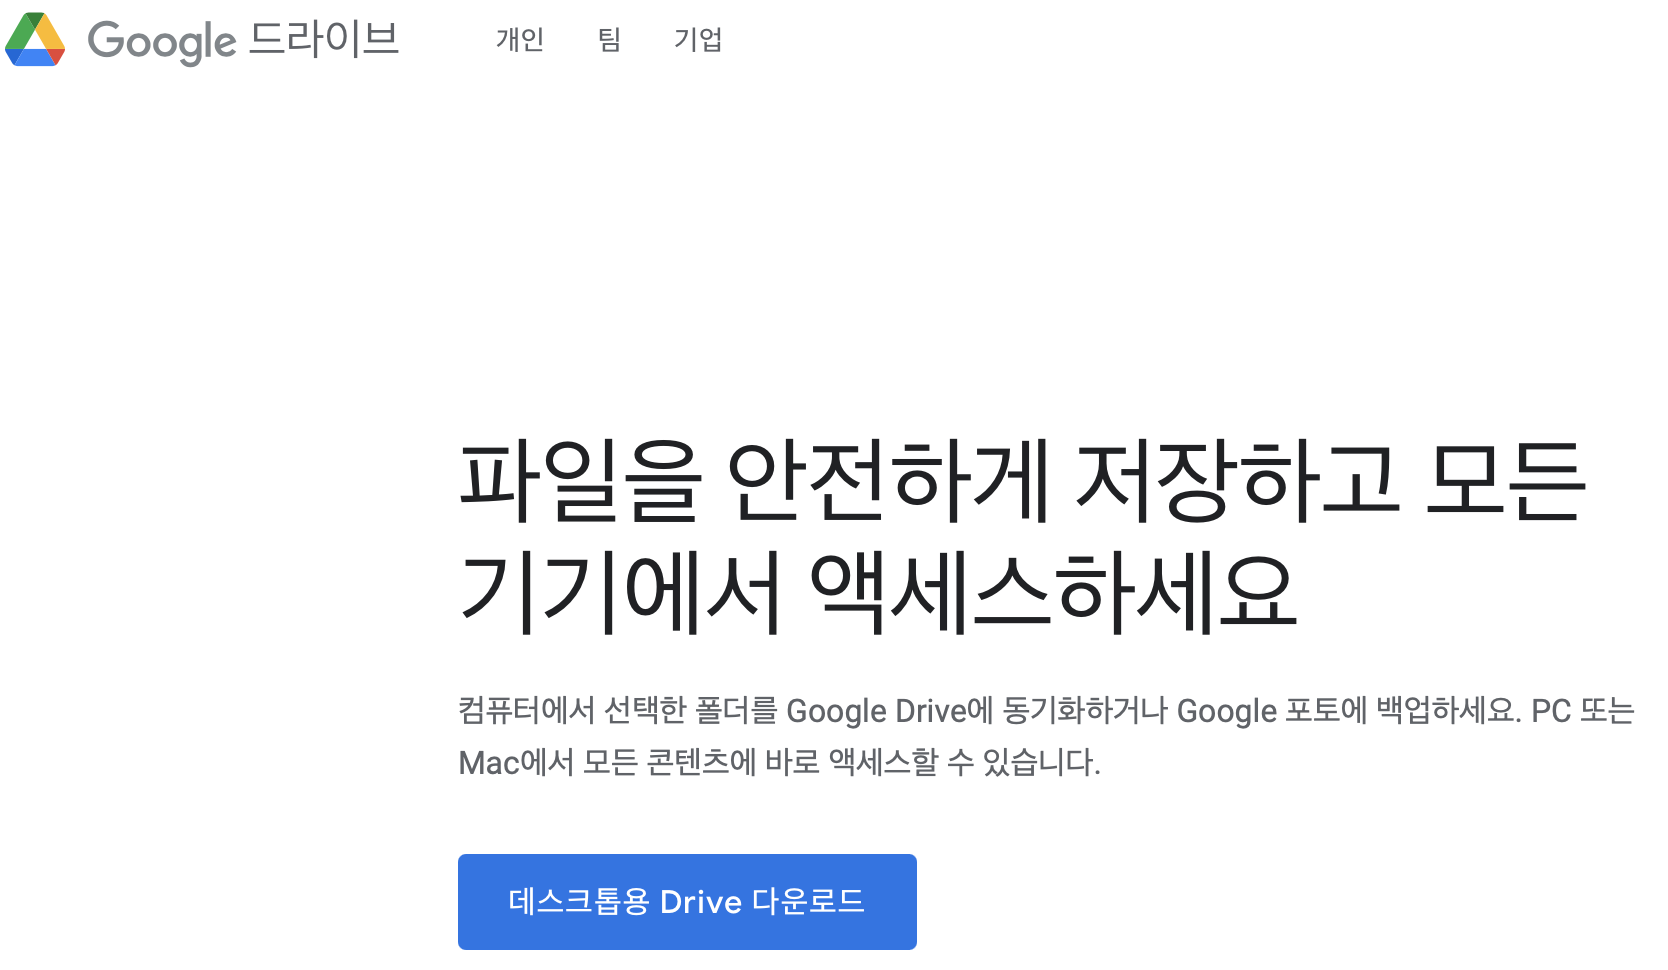 Google 드라이브 개인 팀 기업
파일을 안전하게 저장하고 모든
기기에서 액세스하세요
컴퓨터에서 선택한 폴더를 Google Drive에 동기화하거나 Google 포토에 백업하세요. PC 또는
Mac에서 모든 콘텐츠에 바로 액세스할 수 있습니다.
데스크톱용 Drive 다운로드